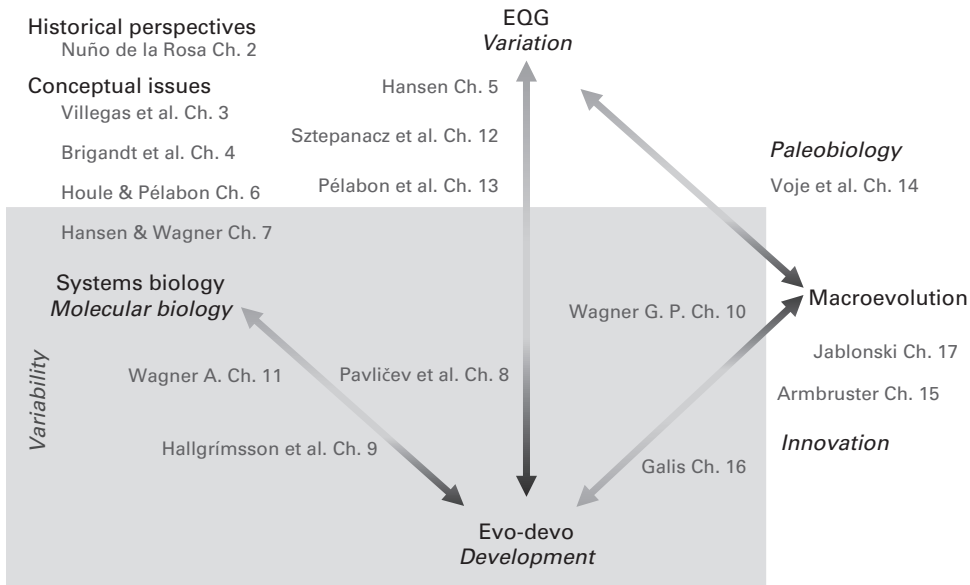 Historical perspectives
Nuño de la Rosa Ch. 2
Conceptual issues
Villegas et al. Ch. 3
Brigandt et al. Ch. 4
Houle & Pélabon Ch. 6
Hansen & Wagner Ch. 7
EQG
Variation
Hansen Ch. 5
Sztepanacz et al. Ch. 12
Pélabon et al. Ch. 13
Paleobiology
Voje et al. Ch. 14
Systems biology
Molecular biology
Variability
Wagner A. Ch. 11
Pavličev et al. Ch. 8
Hallgrímsson et al. Ch. 9
Wagner G. P. Ch. 10
Macroevolution
Jablonski Ch. 17
Armbruster Ch. 15
Innovation
Galis Ch. 16
Evo-devo
Development